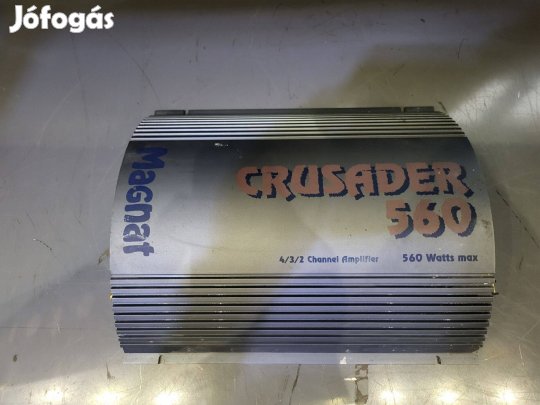 Jófogás
Magnat
CRUSADER
560
4/3/2 Channel Amplifier 560 Watts max